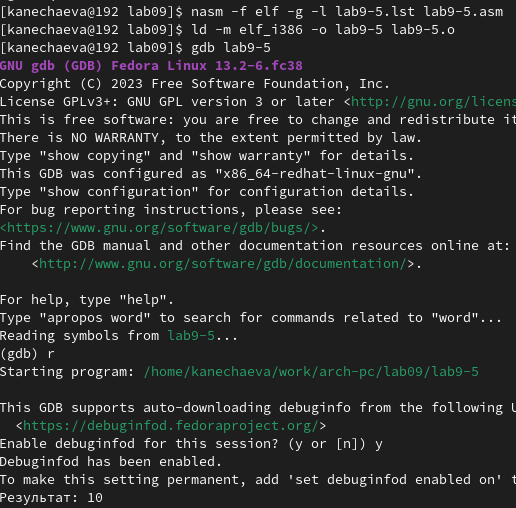 [kanechaeva@192 lab09]$ nasm -f elf -g -l lab9-5.lst lab9-5.asm
[kanechaeva@192 lab09]$ ld -m elf_i386 -o lab9-5 lab9-5.o
[kanechaeva@192 lab09]$ gdb lab9-5
GNU gdb (GDB) Fedora Linux 13.2-6.fc38
Copyright (C) 2023 Free Software Foundation, Inc.
License GPLv3+: GNU GPL version 3 or later <http://gnu.org/licens
This is free software: you are free to change and redistribute it
There is NO WARRANTY, to the extent permitted by law.
Type "show copying" and "show warranty" for details.
This GDB was configured as "x86_64-redhat-linux-gnu".
Type "show configuration" for configuration details.
For bug reporting instructions, please see:
<https://www.gnu.org/software/gdb/bugs/>.
Find the GDB manual and other documentation resources online at:
    <http://www.gnu.org/software/gdb/documentation/>.

For help, type "help".
Type "apropos word" to search for commands related to "word"...
Reading symbols from lab9-5...
(gdb) r
Starting program: /home/kanechaeva/work/arch-pc/lab09/lab9-5

This GDB supports auto-downloading debuginfo from the following U
  <https://debuginfod.fedoraproject.org/>
Enable debuginfod for this session? (y or [n]) y
Debuginfod has been enabled.
To make this setting permanent, add 'set debuginfod enabled on' t
Результат: 10